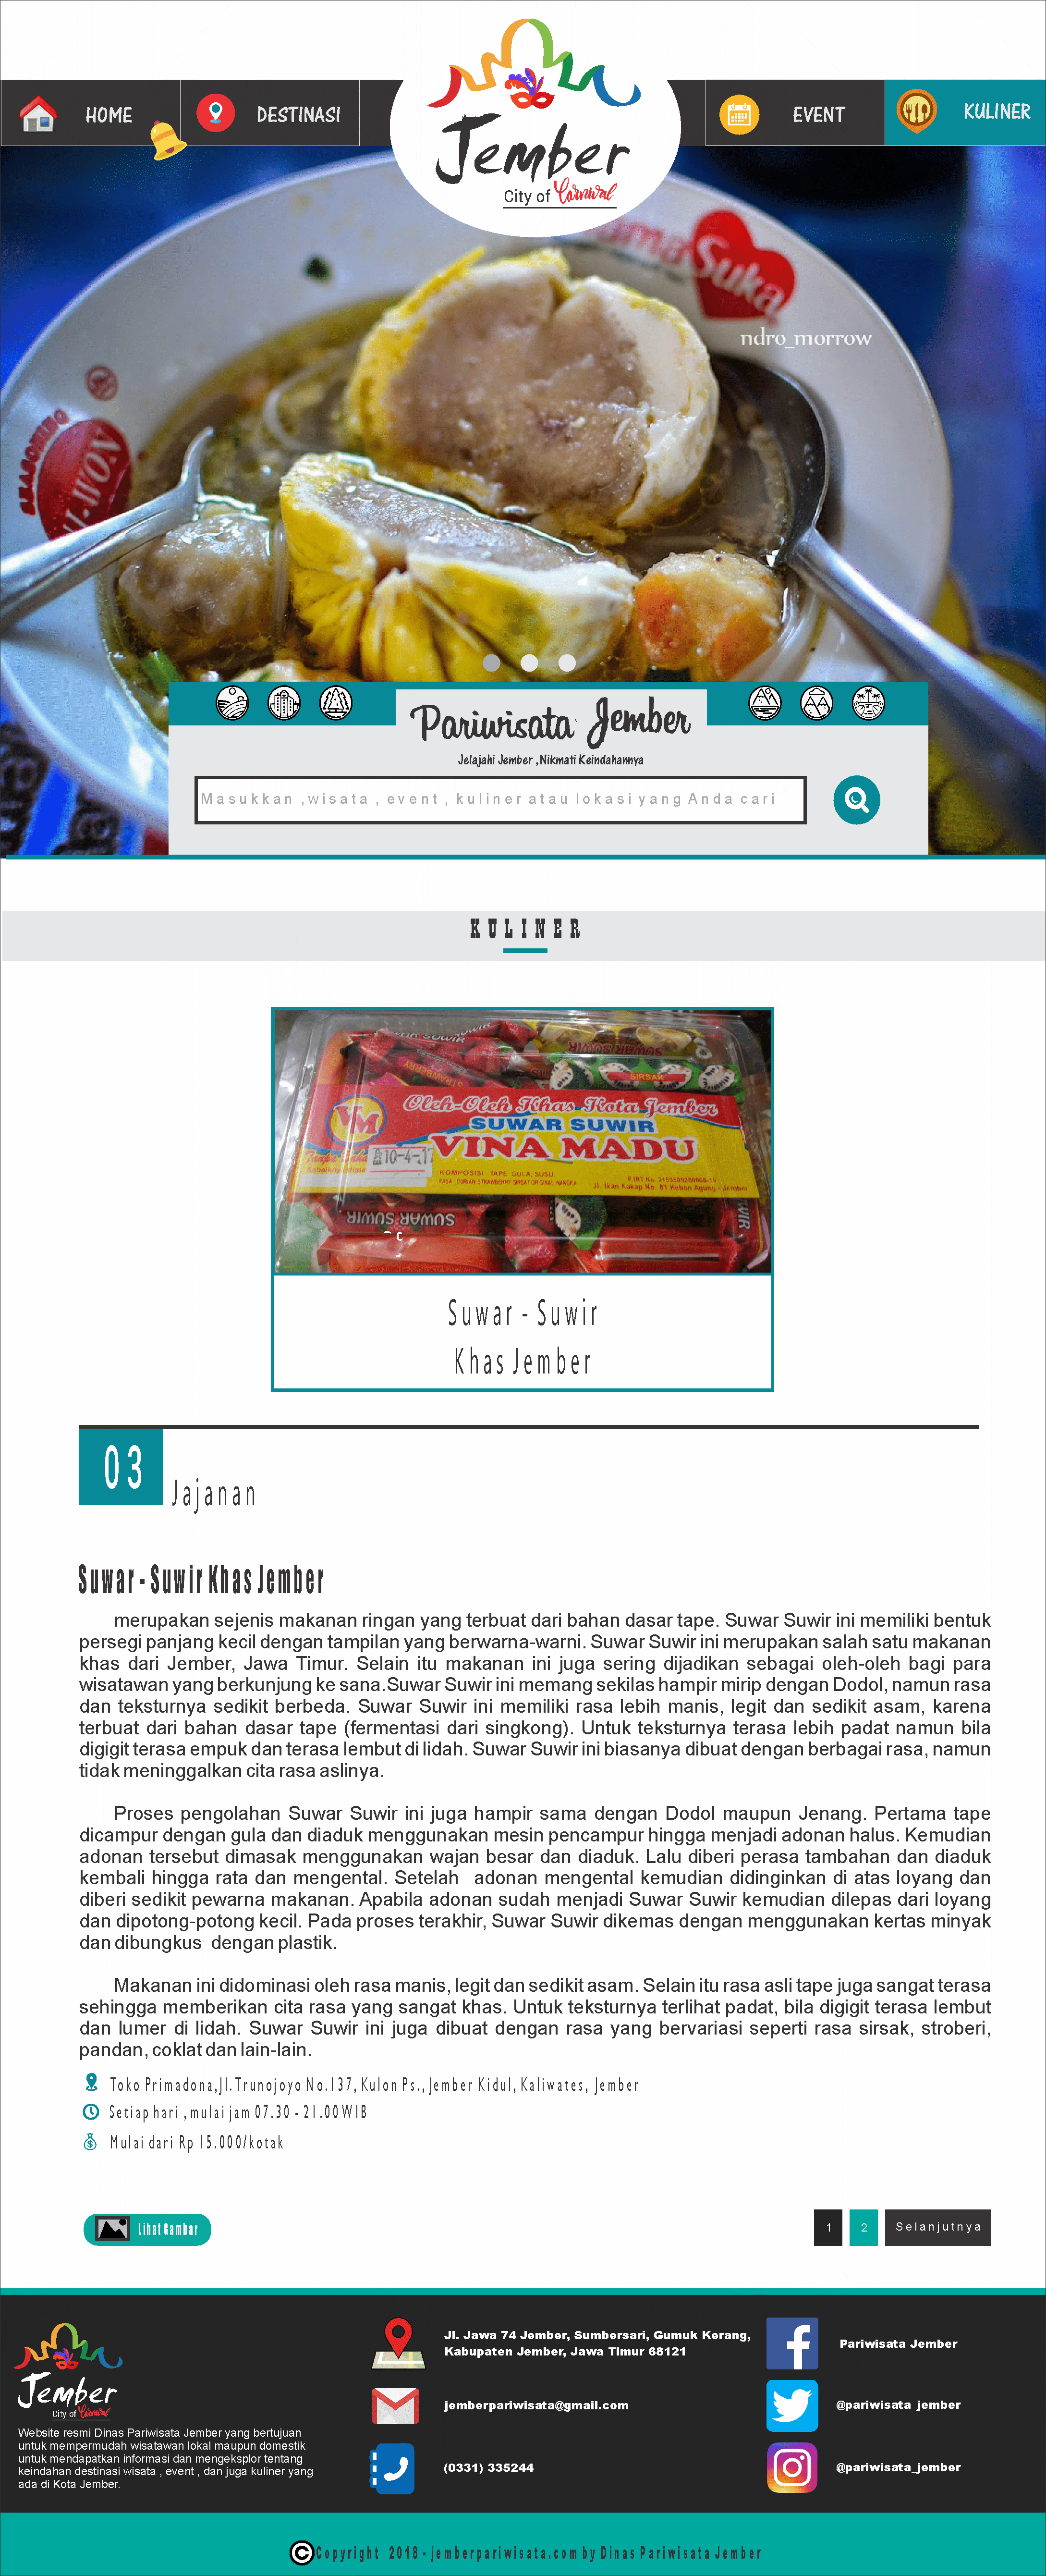 HOME
DESTINASI
EVENT
KULINER
Jember
City of Carnival
Suka
ndro_morrow
Pariwisata Jember
Jelajahi Jember ,Nikmati Keindahannya
Masukkan ,wisata , event , kuliner atau lokasi yang Anda cari
KULINER
SIRSAK
Oleh-Oleh Khas Kota Jember
SUWAR SUWIR
VINA MADU
10-4-17
KOMPOSISI TAPE GULA, SUSU
Jl. Ikan Kakap No. 81 Kebon Agung - Jember
SUWAR SUWIR
Suwar - Suwir
Khas Jember
03
Jajanan
Suwar - Suwir Khas Jember
merupakan sejenis makanan ringan yang terbuat dari bahan dasar tape. Suwar Suwir ini memiliki bentuk
persegi panjang kecil dengan tampilan yang berwarna-warni. Suwar Suwir ini merupakan salah satu makanan
khas dari Jember, Jawa Timur. Selain itu makanan ini juga sering dijadikan sebagai oleh-oleh bagi para
wisatawan yang berkunjung ke sana.Suwar Suwir ini memang sekilas hampir mirip dengan Dodol, namun rasa
dan teksturnya sedikit berbeda. Suwar Suwir ini memiliki rasa lebih manis, legit dan sedikit asam, karena
terbuat dari bahan dasar tape (fermentasi dari singkong). Untuk teksturnya terasa lebih padat namun bila
digigit terasa empuk dan terasa lembut di lidah. Suwar Suwir ini biasanya dibuat dengan berbagai rasa, namun
tidak meninggalkan cita rasa aslinya.
Proses pengolahan Suwar Suwir ini juga hampir sama dengan Dodol maupun Jenang. Pertama tape
dicampur dengan gula dan diaduk menggunakan mesin pencampur hingga menjadi adonan halus. Kemudian
adonan tersebut dimasak menggunakan wajan besar dan diaduk. Lalu diberi perasa tambahan dan diaduk
kembali hingga rata dan mengental. Setelah adonan mengental kemudian didinginkan di atas loyang dan
diberi sedikit pewarna makanan. Apabila adonan sudah menjadi Suwar Suwir kemudian dilepas dari loyang
dan dipotong-potong kecil. Pada proses terakhir, Suwar Suwir dikemas dengan menggunakan kertas minyak
dan dibungkus dengan plastik.
Makanan ini didominasi oleh rasa manis, legit dan sedikit asam. Selain itu rasa asli tape juga sangat terasa
sehingga memberikan cita rasa yang sangat khas. Untuk teksturnya terlihat padat, bila digigit terasa lembut
dan lumer di lidah. Suwar Suwir ini juga dibuat dengan rasa yang bervariasi seperti rasa sirsak, stroberi,
pandan, coklat dan lain-lain.
Toko Primadona,Jl.Trunojoyo No.137, Kulon Ps., Jember Kidul, Kaliwates, Jember
Setiap hari , mulai jam 07.30 - 21.00 WIB
Mulai dari Rp 15.000/kotak
Lihat Gambar
1
2
Selanjutnya
Jember
City of Carnival
Website resmi Dinas Pariwisata Jember yang bertujuan
untuk mempermudah wisatawan lokal maupun domestik
untuk mendapatkan informasi dan mengeksplor tentang
keindahan destinasi wisata , event , dan juga kuliner yang
ada di Kota Jember.
Jl. Jawa 74 Jember, Sumbersari, Gumuk Kerang,
Kabupaten Jember, Jawa Timur 68121
jemberpariwisata@gmail.com
(0331) 335244
Pariwisata Jember
@pariwisata_jember
@pariwisata_jember
Copyright 2018 - jemberpariwisata.com by Dinas Pariwisata Jember